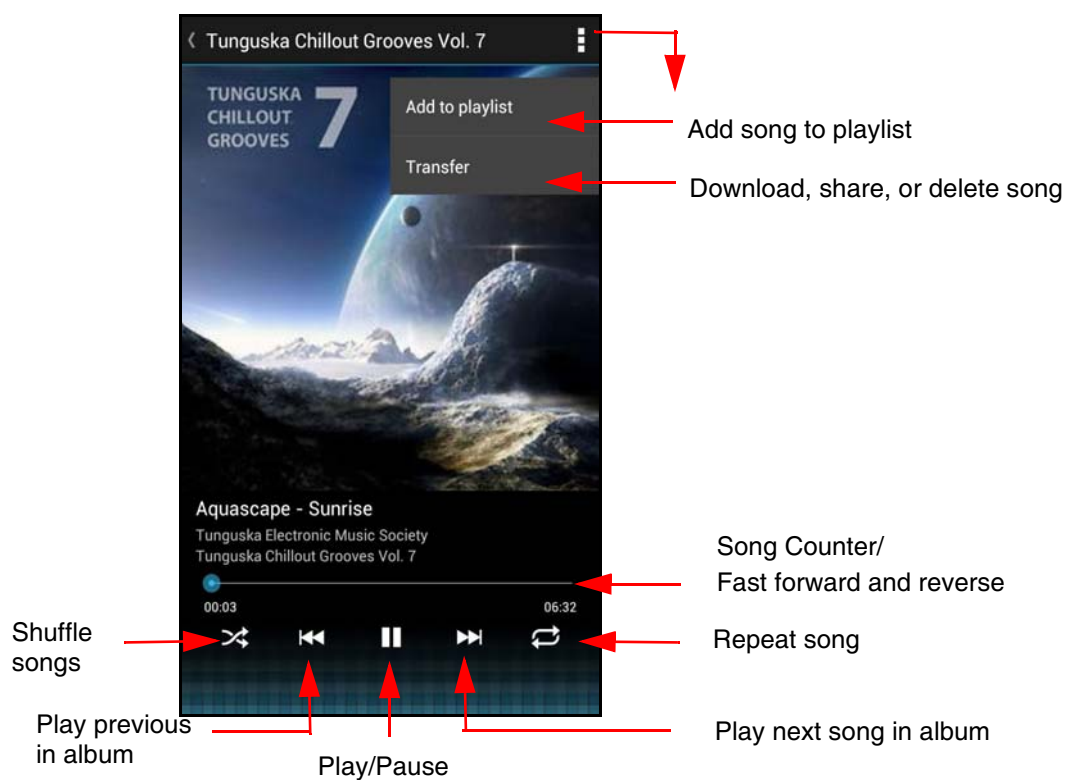 Tunguska Chillout Grooves Vol. 7
TUNGUSKA
CHILLOUT
GROOVES
7
Add to playlist
Transfer
Add song to playlist
Download, share, or delete song
Aquascape - Sunrise
Tunguska Electronic Music Society
Tunguska Chillout Grooves Vol. 7
00:03
06:32
Song Counter/
Fast forward and reverse
Shuffle
songs
Repeat song
Play previous
in album
Play/Pause
Play next song in album